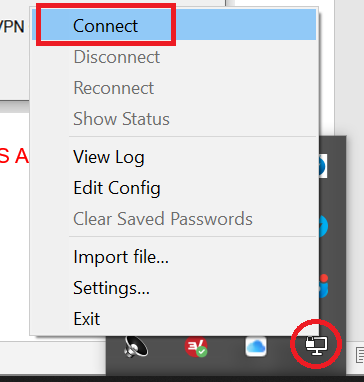 VPN
Connect
Disconnect
Reconnect
Show Status
S A
View Log
Edit Config
Clear Saved Passwords
Import file...
Settings...
Exit